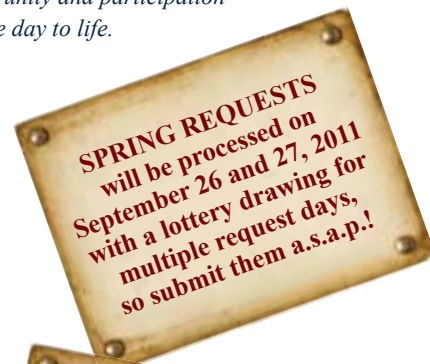 unity and participation
e day to life.
SPRING REQUESTS
will be processed on
September 26 and 27, 2011
with a lottery drawing for
multiple request days,
so submit them a.s.a.p.!